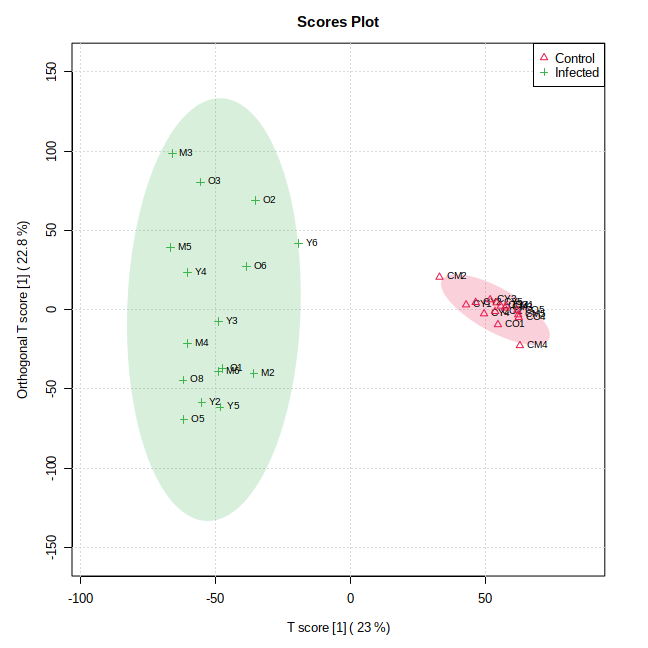 Scores Plot
Control
Infected
150
100
50
0
-50
-100
-150
Orthogonal T score [1] ( 22.8 %)
M3
O3
O2
Y6
M5
O6
Y4
Y3
M4
O1
M2
O8
Y2
Y5
O5
CM2
CY1
CO1
CM4
-100
-50
0
50
T score [1] ( 23 %)